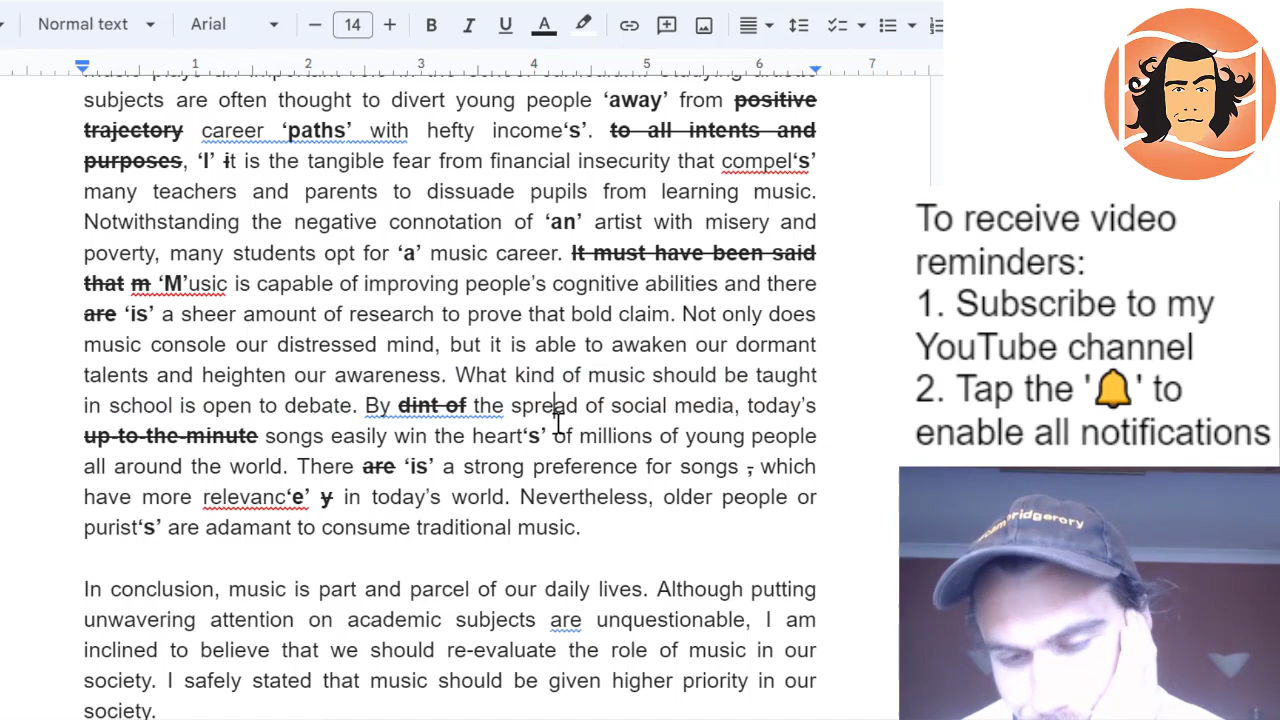 Normal text
Arial
14
B I U A
1 2 3 4 5 6 7
subjects are often thought to divert young people ‘away’ from positive
trajectory career ‘paths’ with hefty income‘s’. to all intents and
purposes, ‘I’ it is the tangible fear from financial insecurity that compel‘s’
many teachers and parents to dissuade pupils from learning music.
Notwithstanding the negative connotation of ‘an’ artist with misery and
poverty, many students opt for ‘a’ music career. It must have been said
that m ‘M’usic is capable of improving people’s cognitive abilities and there
are ‘is’ a sheer amount of research to prove that bold claim. Not only does
music console our distressed mind, but it is able to awaken our dormant
talents and heighten our awareness. What kind of music should be taught
in school is open to debate. By dint of the spread of social media, today’s
up-to-the-minute songs easily win the heart‘s’ of millions of young people
all around the world. There are ‘is’ a strong preference for songs , which
have more relevanc‘e’ y in today’s world. Nevertheless, older people or
purist‘s’ are adamant to consume traditional music.
In conclusion, music is part and parcel of our daily lives. Although putting
unwavering attention on academic subjects are unquestionable, I am
inclined to believe that we should re-evaluate the role of music in our
society. I safely stated that music should be given higher priority in our
society.
To receive video
reminders:
1. Subscribe to my
YouTube channel
2. Tap the '🔔' to
enable all notifications